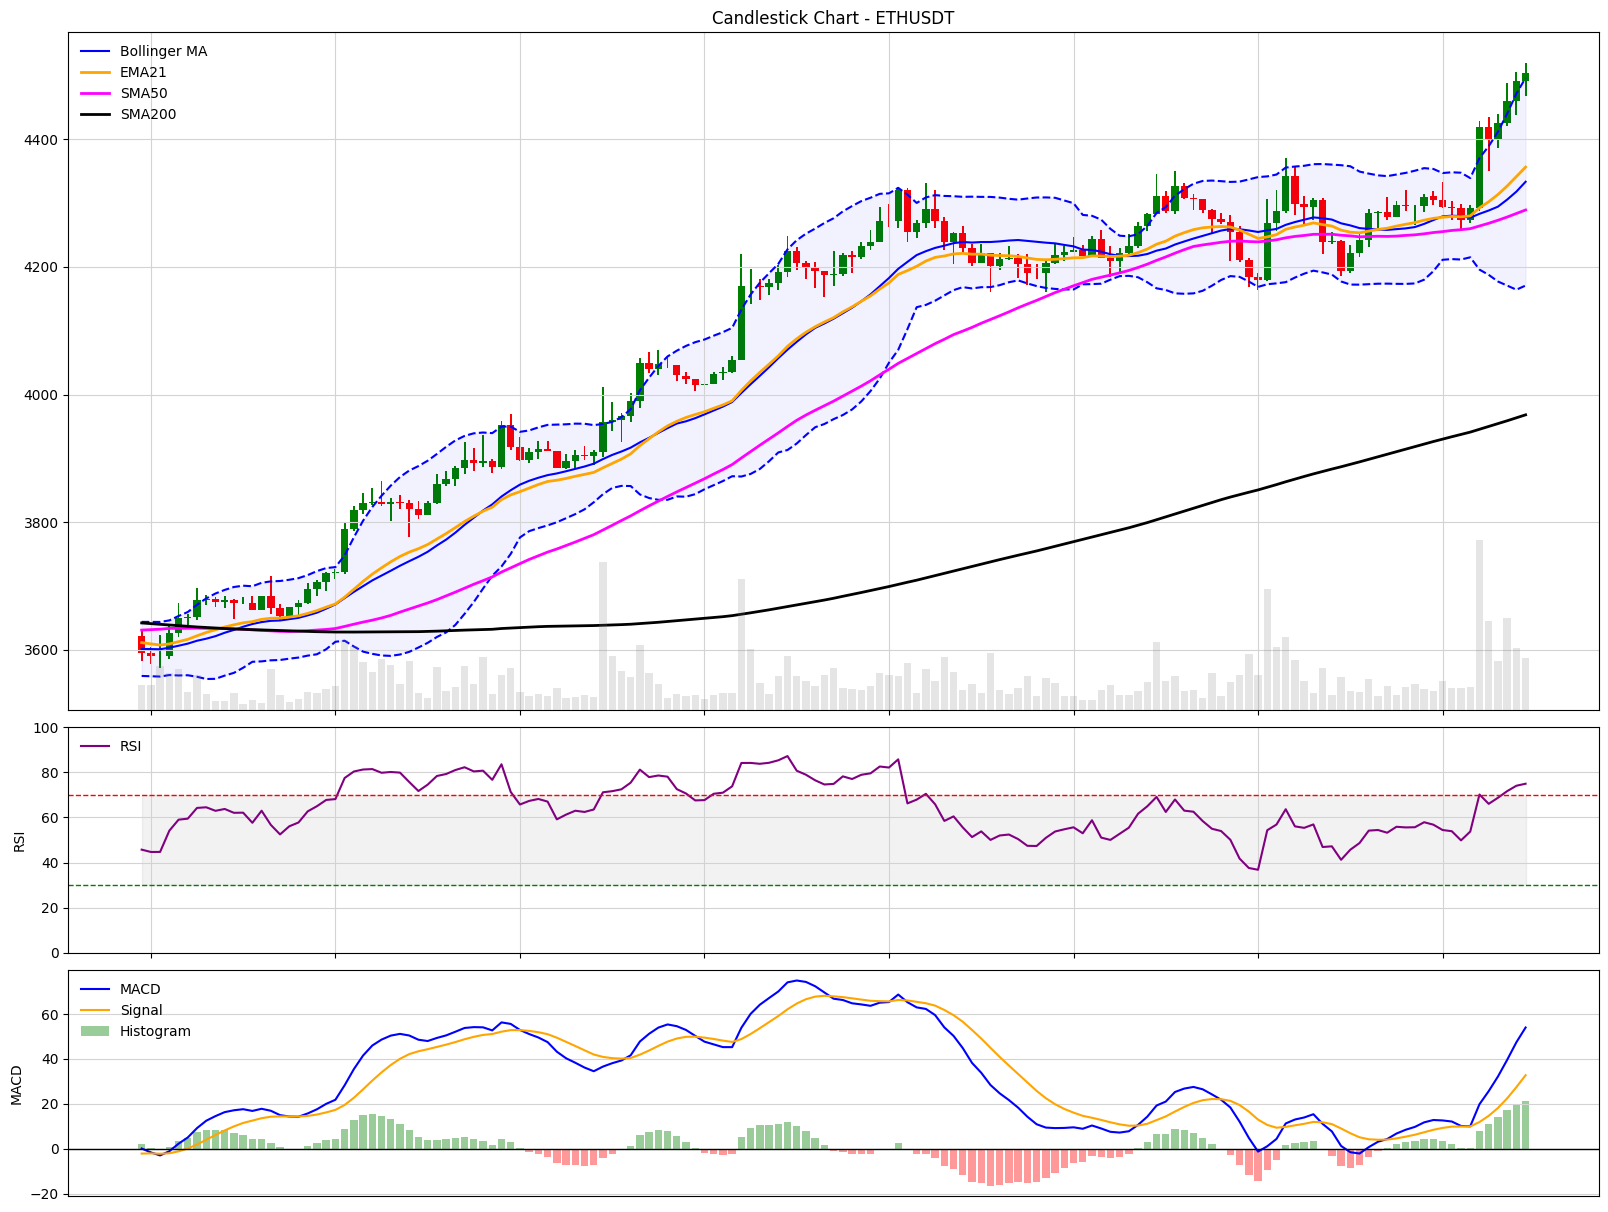 Candlestick Chart - ETHUSDT
Bollinger MA
EMA21
SMA50
SMA200
4400
4200
4000
3800
3600
100
RSI
80
60
40
20
0
RSI
MACD
Signal
Histogram
60
40
20
0
−20
MACD